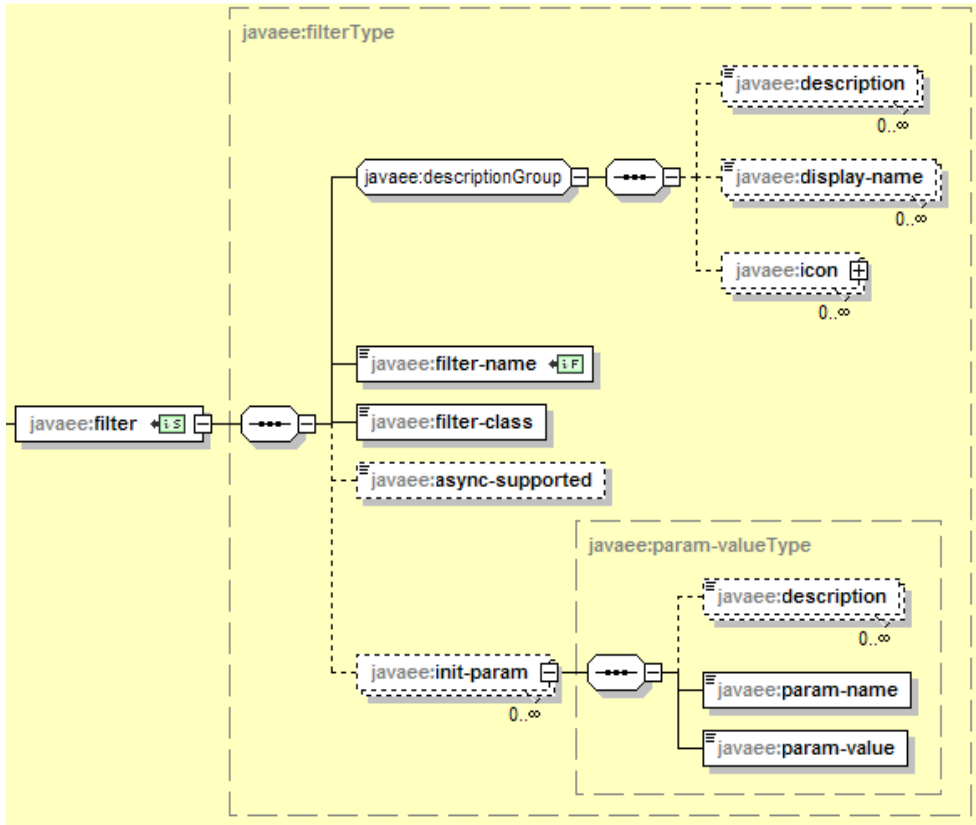 javaee:filterType
javaee:description
0..∞
javaee:descriptionGroup
javaee:display-name
0..∞
javaee:icon
0..∞
javaee:filter-name iF
javaee:filter iS
javaee:filter-class
javaee:async-supported
javaee:param-valueType
javaee:description
0..∞
javaee:init-param
0..∞
javaee:param-name
javaee:param-value